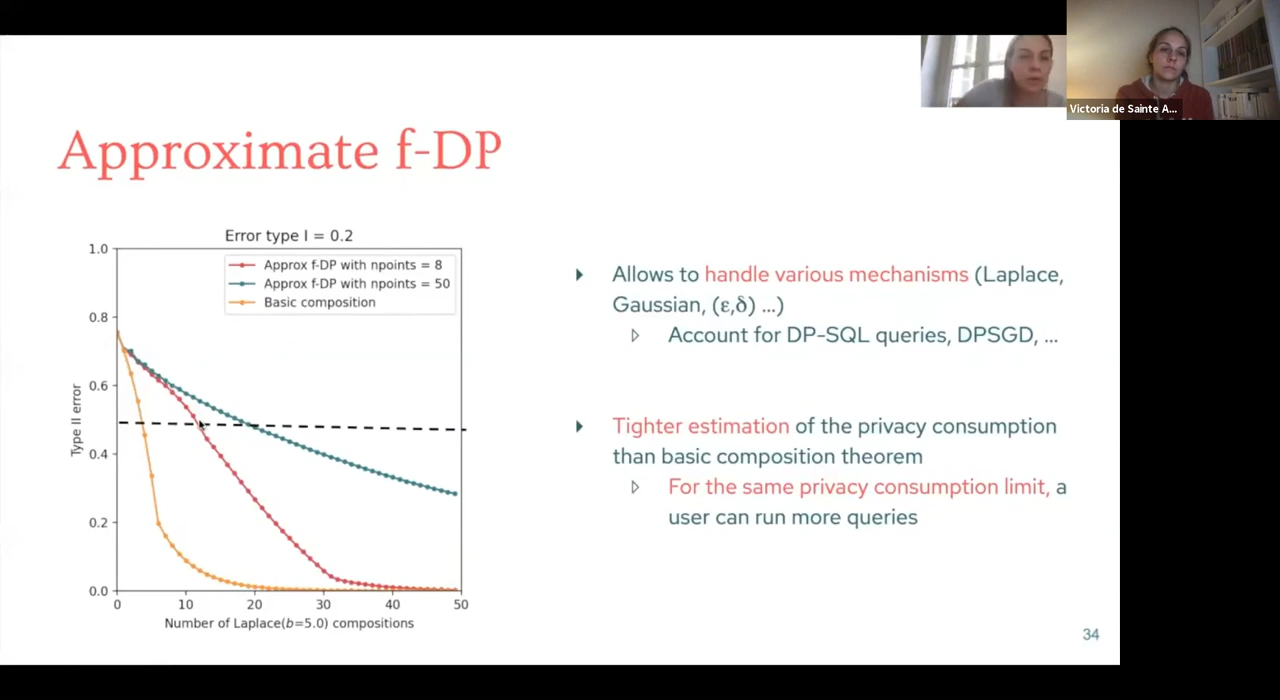 Victoria de Sainte A...
Approximate f-DP
Error type I = 0.2
Approx f-DP with npoints = 8
Approx f-DP with npoints = 50
Basic composition
1.0
0.8
0.6
0.4
0.2
0.0
Type II error
0 10 20 30 40 50
Number of Laplace(b=5.0) compositions
Allows to handle various mechanisms (Laplace,
Gaussian, (ε,δ) ...)
Account for DP-SQL queries, DPSGD, ...
Tighter estimation of the privacy consumption
than basic composition theorem
For the same privacy consumption limit, a
user can run more queries
34